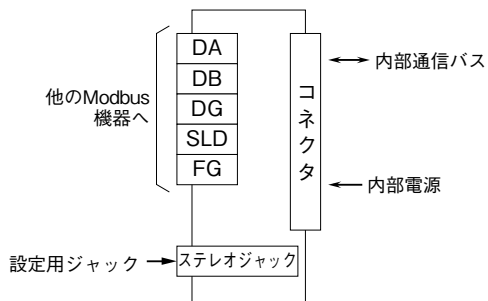 DA
DB
DG
SLD
FG
他のModbus
機器へ
コネクタ
内部通信バス
内部電源
設定用ジャック
ステレオジャック